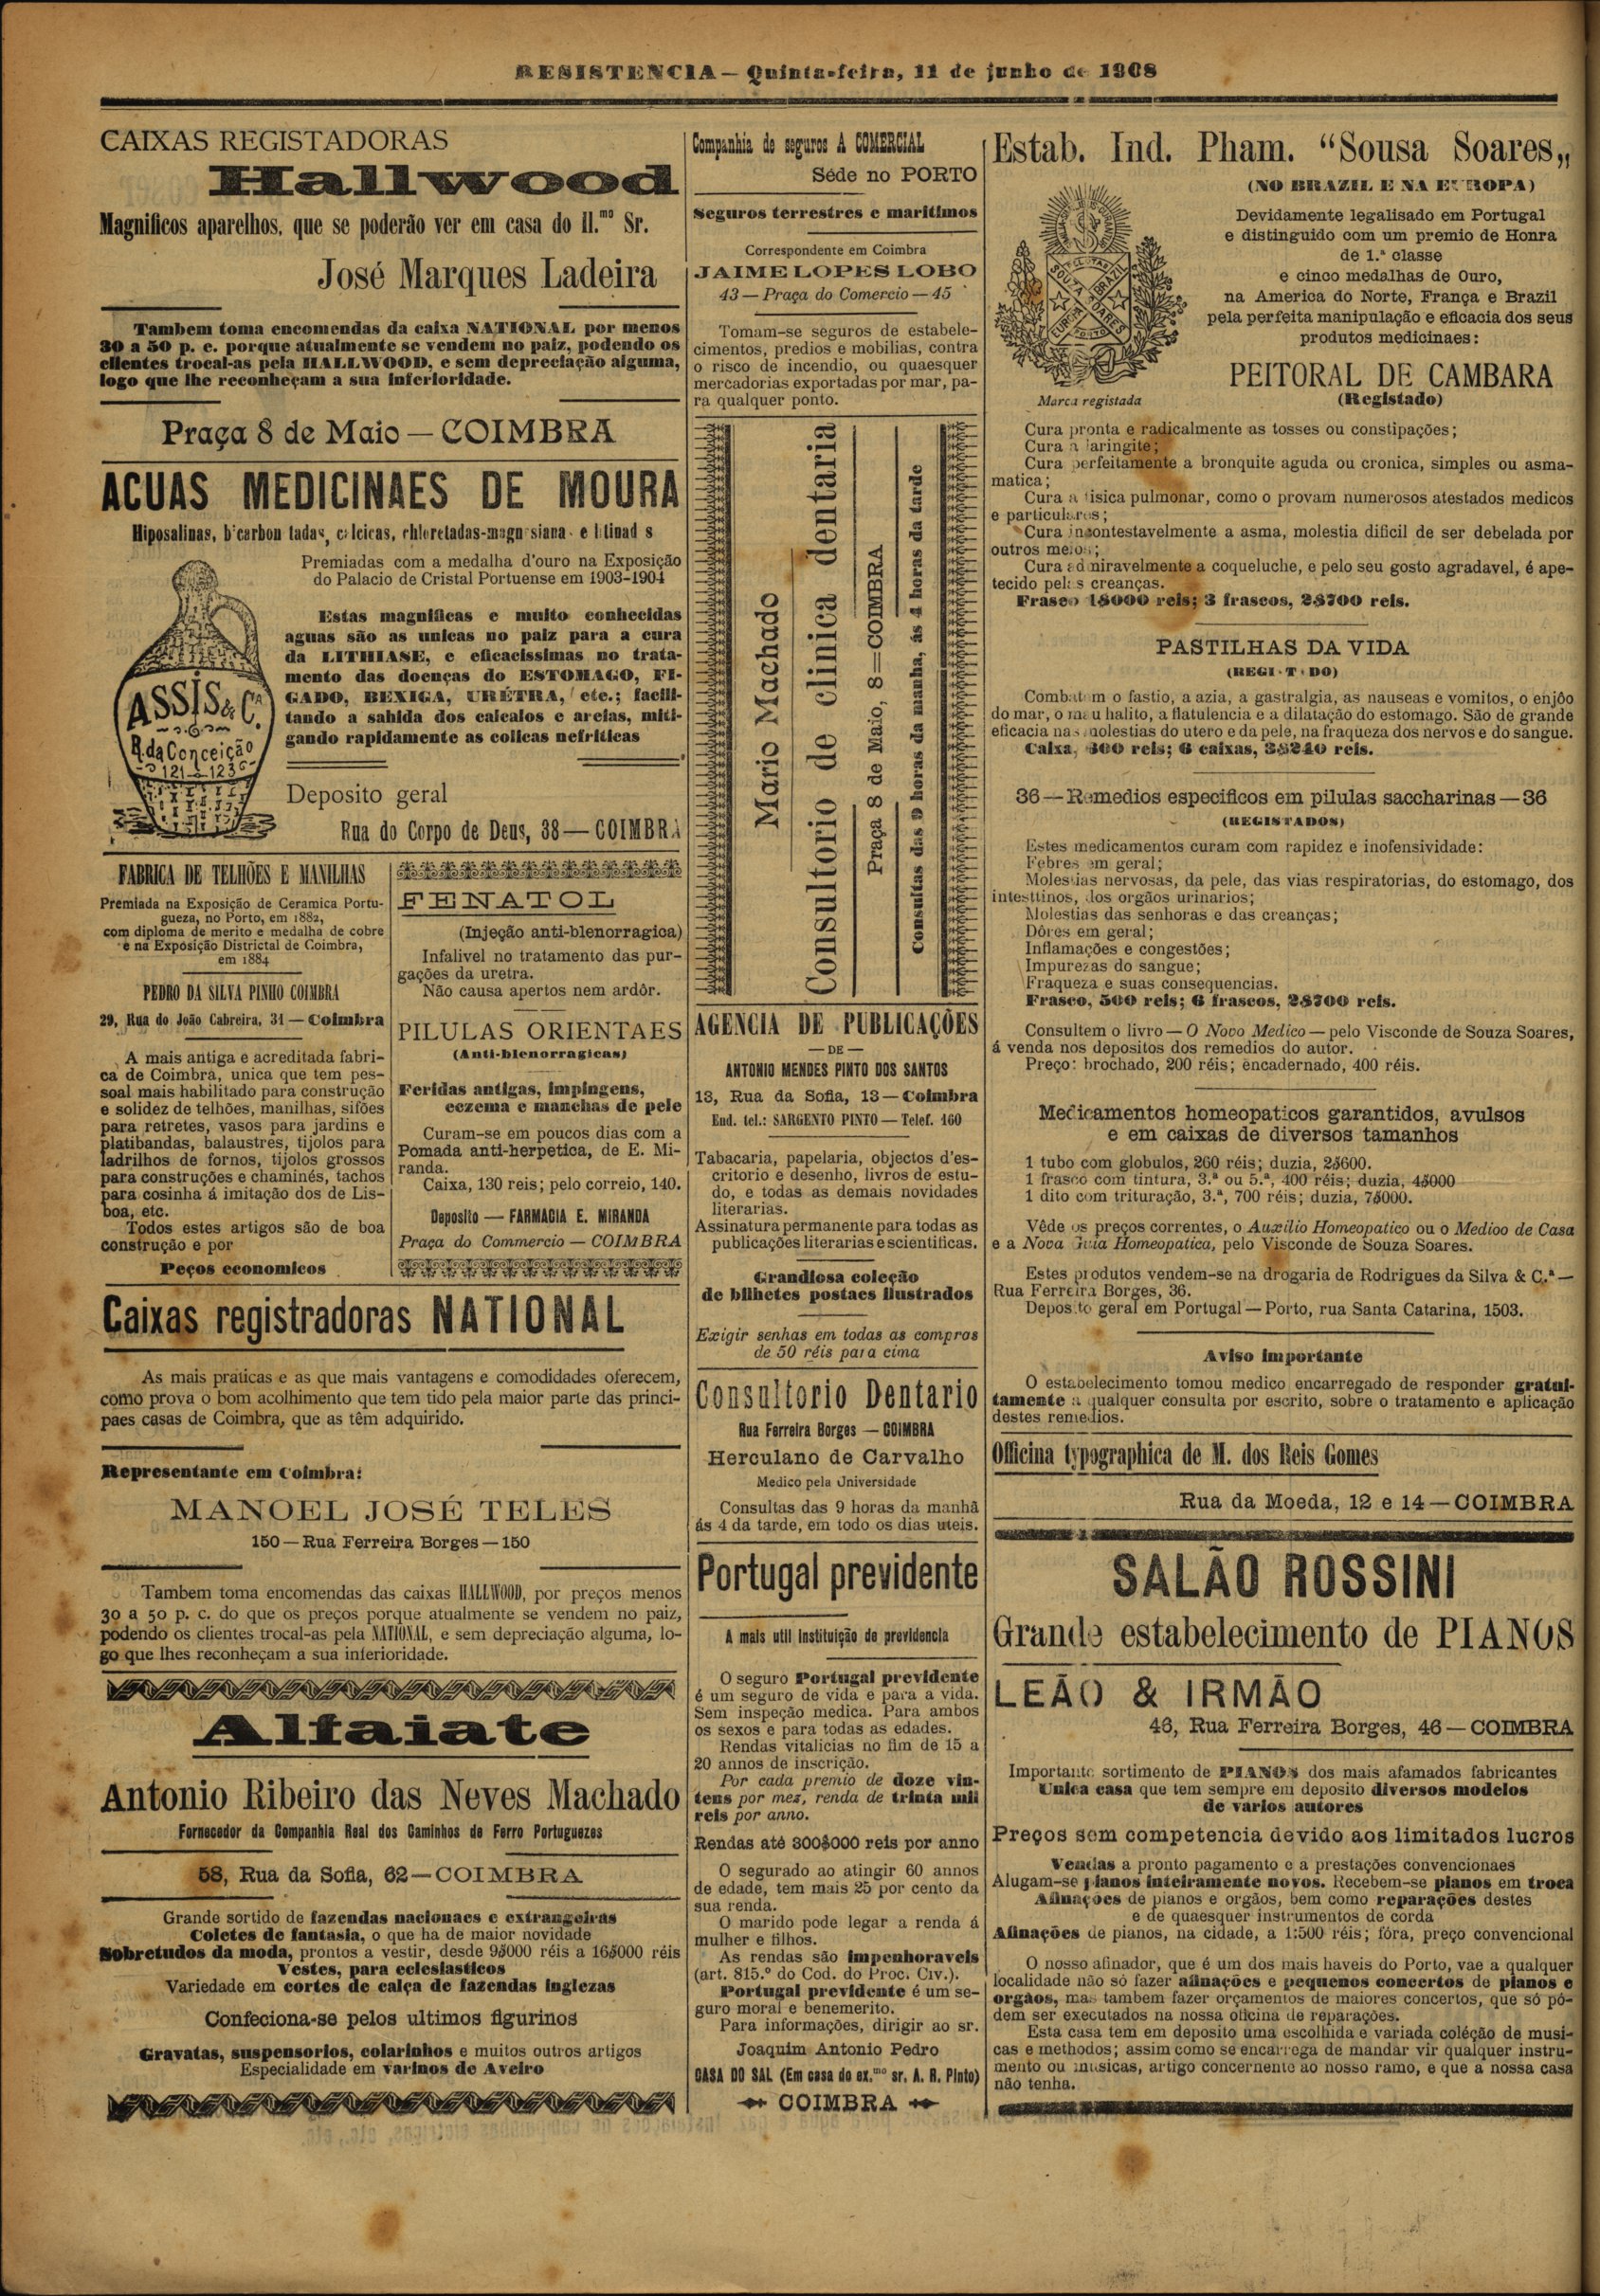 RESISTENCIA — Quinta-feira, 11 de junho de 1908
CAIXAS REGISTADORAS
Hallwood
Magnificos aparelhos, que se poderão ver em casa do Il.mo Sr.
José Marques Ladeira
Tambem toma encomendas da caixa NATIONAL por menos
30 a 50 p. c. porque atualmente se vendem no paiz, podendo os
clientes trocal-as pela HALLWOOD, e sem depreciação alguma,
logo que lhe reconheçam a sua inferioridade.
Praça 8 de Maio — COIMBRA
AGUAS MEDICINAES DE MOURA
Hiposalinas, bicarbon tadas, calcicas, chloretadas-magnesiana e litinad s
Premiadas com a medalha d'ouro na Exposição
do Palacio de Cristal Portuense em 1903-1904
Estas magnificas e muito conhecidas
aguas são as unicas no paiz para a cura
da LITHIASE, e eficacissimas no trata-
mento das doenças do ESTOMAGO, FI-
GADO, BEXIGA, URÉTRA, etc.; facili-
tando a sahida dos calculos e areias, miti-
gando rapidamente as colicas nefriticas
ASSIS & C.ª
R. da Conceição
121 a 123
Deposito geral
Rua do Corpo de Deus, 38 — COIMBRA
FABRICA DE TELHÕES E MANILHAS
Premiada na Exposição de Ceramica Portu-
gueza, no Porto, em 1882,
com diploma de merito e medalha de cobre
e na Exposição Districtal de Coimbra,
em 1884
PEDRO DA SILVA PINHO COIMBRA
29, Rua do João Cabreira, 31 — Coimbra
A mais antiga e acreditada fabri-
ca de Coimbra, unica que tem pes-
soal mais habilitado para construção
e solidez de telhões, manilhas, sifões
para retretes, vasos para jardins e
platibandas, balaustres, tijolos para
ladrilhos de fornos, tijolos grossos
para construções e chaminés, tachos
para cosinha á imitação dos de Lis-
boa, etc.
Todos estes artigos são de boa
construção e por
Peços economicos
FENATOL
(Injeção anti-blenorragica)
Infalivel no tratamento das pur-
gações da uretra.
Não causa apertos nem ardôr.
PILULAS ORIENTAES
(Anti-blenorragicas)
Feridas antigas, impingens,
eczema e manchas de pele
Curam-se em poucos dias com a
Pomada anti-herpetica, de E. Mi-
randa.
Caixa, 130 reis; pelo correio, 140.
Deposito — FARMACIA E. MIRANDA
Praça do Commercio — COIMBRA
Caixas registradoras NATIONAL
As mais praticas e as que mais vantagens e comodidades oferecem,
como prova o bom acolhimento que tem tido pela maior parte das princi-
paes casas de Coimbra, que as têm adquirido.
Representante em Coimbra:
MANOEL JOSÉ TELES
150 — Rua Ferreira Borges — 150
Tambem toma encomendas das caixas HALLWOOD, por preços menos
30 a 50 p. c. do que os preços porque atualmente se vendem no paiz,
podendo os clientes trocal-as pela NATIONAL, e sem depreciação alguma, lo-
go que lhes reconheçam a sua inferioridade.
Alfaiate
Antonio Ribeiro das Neves Machado
Fornecedor da Companhia Real dos Caminhos de Ferro Portuguezes
58, Rua da Sofia, 62 — COIMBRA
Grande sortido de fazendas nacionaes e extrangeiras
Coletes de fantasia, o que ha de maior novidade
Sobretudos da moda, prontos a vestir, desde 9$000 réis a 16$000 réis
Vestes, para eclesiasticos
Variedade em cortes de calça de fazendas inglezas
Confeciona-se pelos ultimos figurinos
Gravatas, suspensorios, colarinhos e muitos outros artigos
Especialidade em varinos de Aveiro
Companhia de seguros A COMERCIAL
Séde no PORTO
Seguros terrestres e maritimos
Correspondente em Coimbra
JAIME LOPES LOBO
43 — Praça do Comercio — 45
Tomam-se seguros de estabele-
cimentos, predios e mobilias, contra
o risco de incendio, ou quaesquer
mercadorias exportadas por mar, pa-
ra qualquer ponto.
Mario Machado
Consultorio de clinica dentaria
Praça 8 de Maio, 8=COIMBRA
Consultas das 9 horas da manha, ás 4 horas da tarde
AGENCIA DE PUBLICAÇÕES
— DE —
ANTONIO MENDES PINTO DOS SANTOS
13, Rua da Sofia, 13 — Coimbra
End. tel.: SARGENTO PINTO — Telef. 160
Tabacaria, papelaria, objectos d'es-
critorio e desenho, livros de estu-
do, e todas as demais novidades
literarias.
Assinatura permanente para todas as
publicações literarias e scientificas.
Grandiosa coleção
de bilhetes postaes ilustrados
Exigir senhas em todas as compras
de 50 réis para cima
Consultorio Dentario
Rua Ferreira Borges — COIMBRA
Herculano de Carvalho
Medico pela Universidade
Consultas das 9 horas da manhã
ás 4 da tarde, em todo os dias uteis.
Portugal previdente
A mais util instituição de previdencia
O seguro Portugal previdente
é um seguro de vida e para a vida.
Sem inspeção medica. Para ambos
os sexos e para todas as edades.
Rendas vitalicias no fim de 15 a
20 annos de inscrição.
Por cada premio de doze vin-
tens por mez, renda de trinta mil
reis por anno.
Rendas até 300$000 reis por anno
O segurado ao atingir 60 annos
de edade, tem mais 25 por cento da
sua renda.
O marido pode legar a renda á
mulher e filhos.
As rendas são impenhoraveis
(art. 815.º do Cod. do Proc. Civ.).
Portugal previdente é um se-
guro moral e benemerito.
Para informações, dirigir ao sr.
Joaquim Antonio Pedro
CASA DO SAL (Em casa do ex.mo sr. A. R. Pinto)
COIMBRA
Estab. Ind. Pham. “Sousa Soares„
(NO BRAZIL E NA EUROPA)
Devidamente legalisado em Portugal
e distinguido com um premio de Honra
de 1.ª classe
e cinco medalhas de Ouro,
na America do Norte, França e Brazil
pela perfeita manipulação e eficacia dos seus
produtos medicinaes:
SOUZA SOARES
BRAZIL
EUROPA
Marca registada
PEITORAL DE CAMBARA
(Registado)
Cura pronta e radicalmente as tosses ou constipações;
Cura a laringite;
Cura perfeitamente a bronquite aguda ou cronica, simples ou asma-
matica;
Cura a tisica pulmonar, como o provam numerosos atestados medicos
e particulares;
Cura incontestavelmente a asma, molestia dificil de ser debelada por
outros meios;
Cura admiravelmente a coqueluche, e pelo seu gosto agradavel, é ape-
tecido pelas creanças.
Frasco 1$000 reis; 3 frascos, 2$700 reis.
PASTILHAS DA VIDA
(REGI T DO)
Combatem o fastio, a azia, a gastralgia, as nauseas e vomitos, o enjôo
do mar, o mau halito, a flatulencia e a dilatação do estomago. São de grande
eficacia nas molestias do utero e da pele, na fraqueza dos nervos e do sangue.
Caixa, 600 reis; 6 caixas, 3$240 reis.
36 — Remedios especificos em pilulas saccharinas — 36
(REGISTADOS)
Estes medicamentos curam com rapidez e inofensividade:
Febres em geral;
Molestias nervosas, da pele, das vias respiratorias, do estomago, dos
intesttinos, dos orgãos urinarios;
Molestias das senhoras e das creanças;
Dôres em geral;
Inflamações e congestões;
Impurezas do sangue;
Fraqueza e suas consequencias.
Frasco, 500 reis; 6 frascos, 2$700 reis.
Consultem o livro — O Novo Medico — pelo Visconde de Souza Soares,
á venda nos depositos dos remedios do autor.
Preço: brochado, 200 réis; encadernado, 400 réis.
Medicamentos homeopaticos garantidos, avulsos
e em caixas de diversos tamanhos
1 tubo com globulos, 260 réis; duzia, 2$600.
1 frasco com tintura, 3.ª ou 5.ª, 400 réis; duzia, 4$000
1 dito com trituração, 3.ª, 700 réis; duzia, 7$000.
Vêde os preços correntes, o Auxilio Homeopatico ou o Medioo de Casa
e a Nova Guia Homeopatica, pelo Visconde de Souza Soares.
Estes produtos vendem-se na drogaria de Rodrigues da Silva & C.ª —
Rua Ferreira Borges, 36.
Deposito geral em Portugal — Porto, rua Santa Catarina, 1503.
Aviso importante
O estabelecimento tomou medico encarregado de responder gratui-
tamente a qualquer consulta por escrito, sobre o tratamento e aplicação
destes remedios.
Officina typographica de M. dos Reis Gomes
Rua da Moeda, 12 e 14 — COIMBRA
SALÃO ROSSINI
Grande estabelecimento de PIANOS
LEÃO & IRMÃO
46, Rua Ferreira Borges, 46 — COIMBRA
Importante sortimento de PIANOS dos mais afamados fabricantes
Unica casa que tem sempre em deposito diversos modelos
de varios autores
Preços sem competencia devido aos limitados lucros
Vendas a pronto pagamento e a prestações convencionaes
Alugam-se pianos inteiramente novos. Recebem-se pianos em troca
Afinações de pianos e orgãos, bem como reparações destes
e de quaesquer instrumentos de corda
Afinações de pianos, na cidade, a 1:500 réis; fóra, preço convencional
O nosso afinador, que é um dos mais haveis do Porto, vae a qualquer
localidade não só fazer afinações e pequenos concertos de pianos e
orgãos, mas tambem fazer orçamentos de maiores concertos, que só pó-
dem ser executados na nossa oficina de reparações.
Esta casa tem em deposito uma escolhida e variada coléção de musi-
cas e methodos; assim como se encarrega de mandar vir qualquer instru-
mento ou musicas, artigo concernente ao nosso ramo, e que a nossa casa
não tenha.